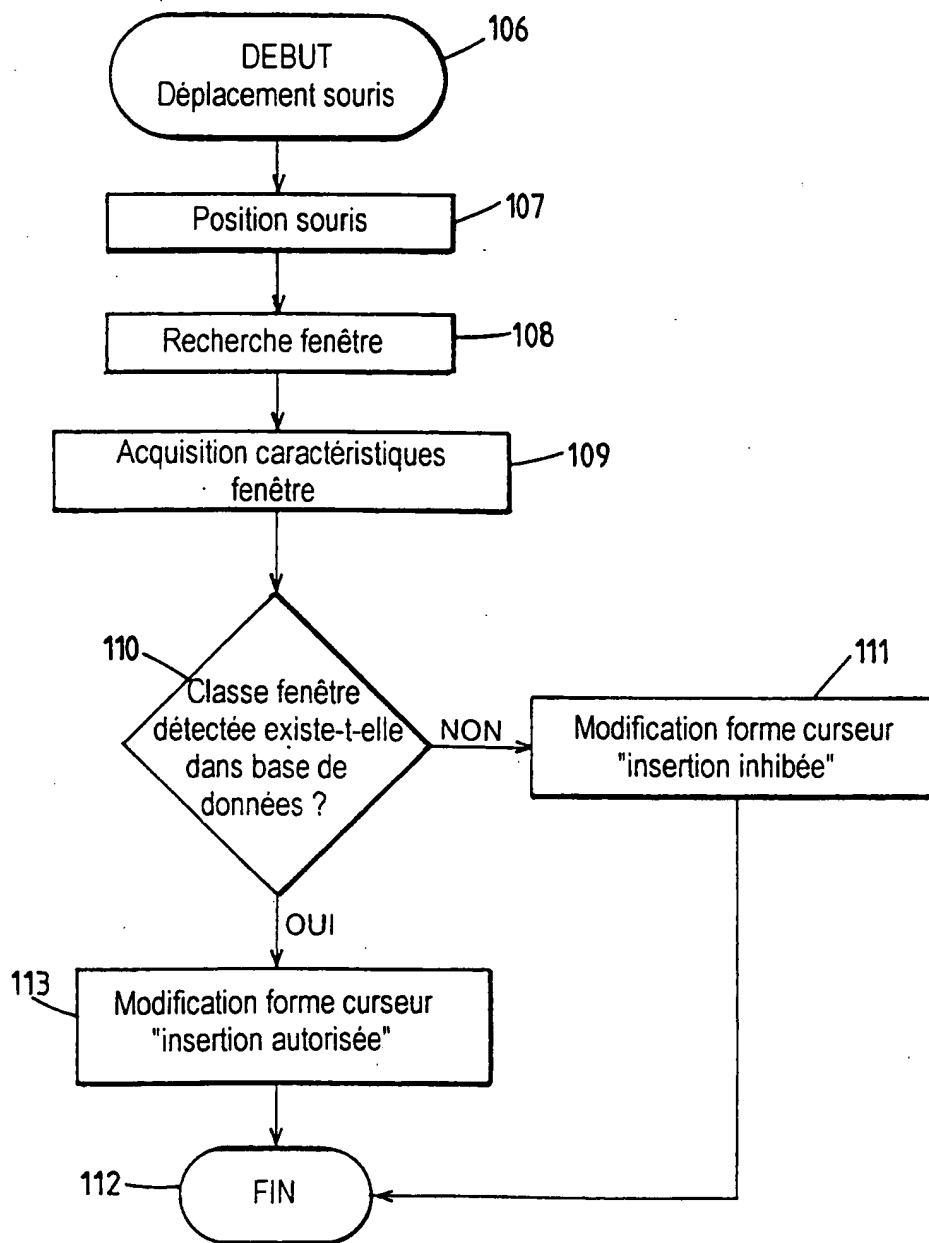 106
DEBUT
Déplacement souris
107
Position souris
108
Recherche fenêtre
109
Acquisition caractéristiques
fenêtre
110
Classe fenêtre
détectée existe-t-elle
dans base de
données ?
NON
111
Modification forme curseur
"insertion inhibée"
OUI
113
Modification forme curseur
"insertion autorisée"
112
FIN